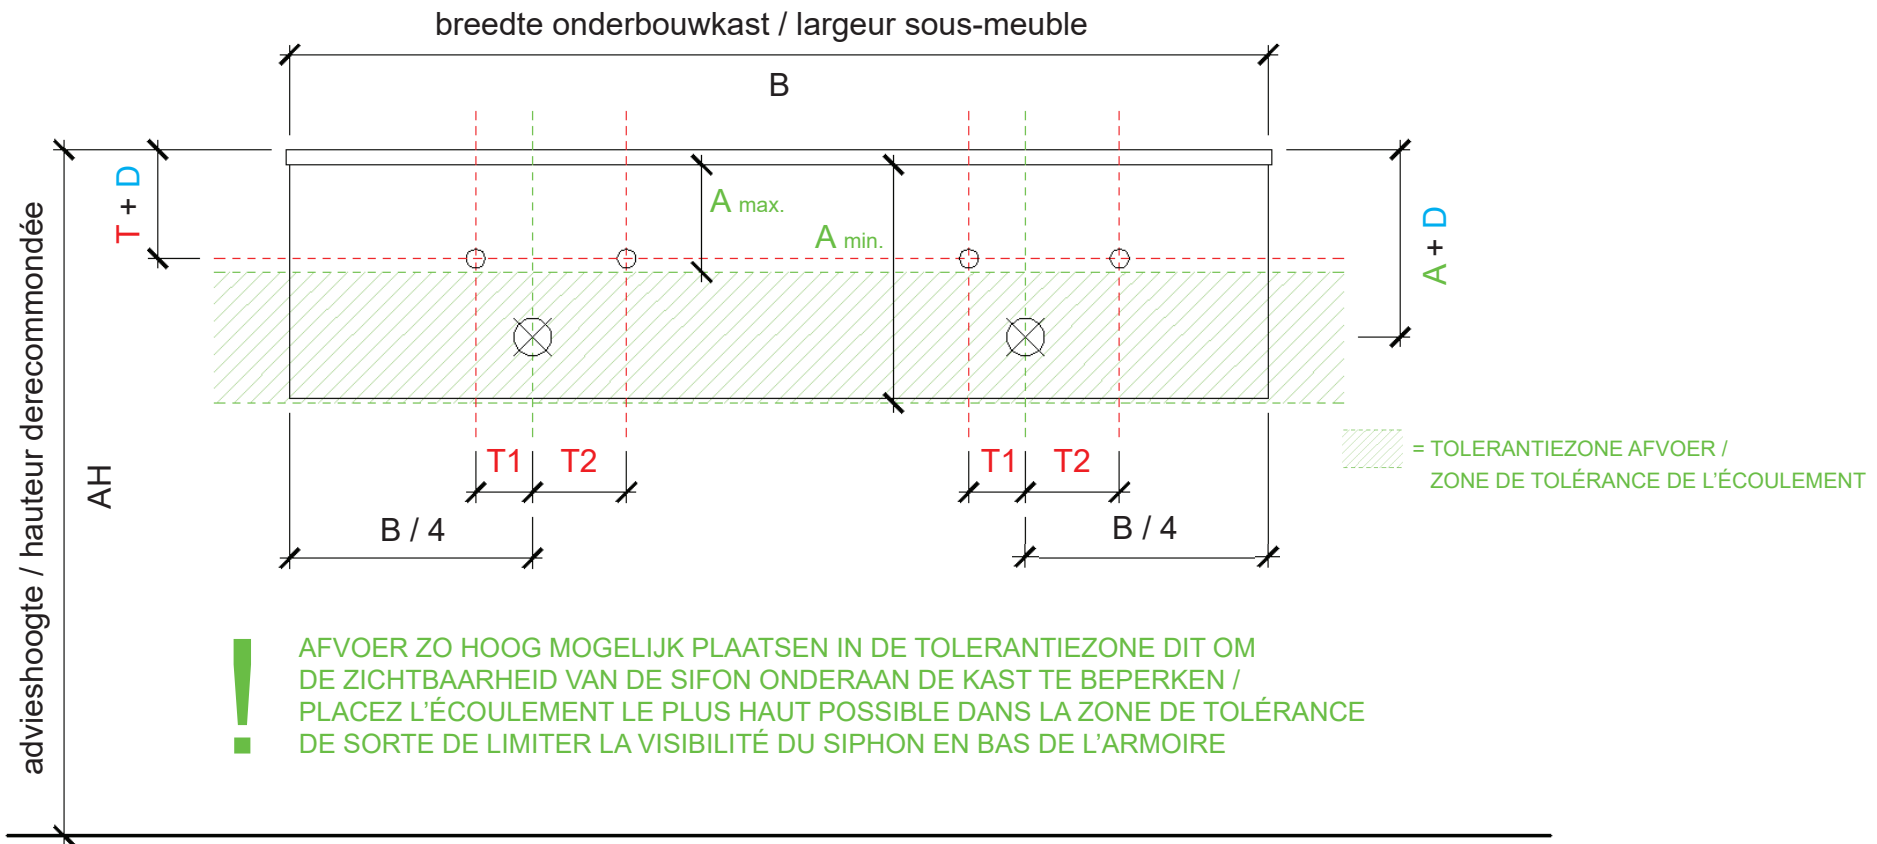 breedte onderbouwkast / largeur sous-meuble
B
T + D
A max.
A min.
A + D
advieshoogte / hauteur derecommondée
AH
T1 T2
T1 T2
B / 4
B / 4
= TOLERANTIEZONE AFVOER /
ZONE DE TOLÉRANCE DE L'ÉCOULEMENT
!
AFVOER ZO HOOG MOGELIJK PLAATSEN IN DE TOLERANTIEZONE DIT OM
DE ZICHTBAARHEID VAN DE SIFON ONDERAAN DE KAST TE BEPERKEN /
PLACEZ L'ÉCOULEMENT LE PLUS HAUT POSSIBLE DANS LA ZONE DE TOLÉRANCE
DE SORTE DE LIMITER LA VISIBILITÉ DU SIPHON EN BAS DE L'ARMOIRE